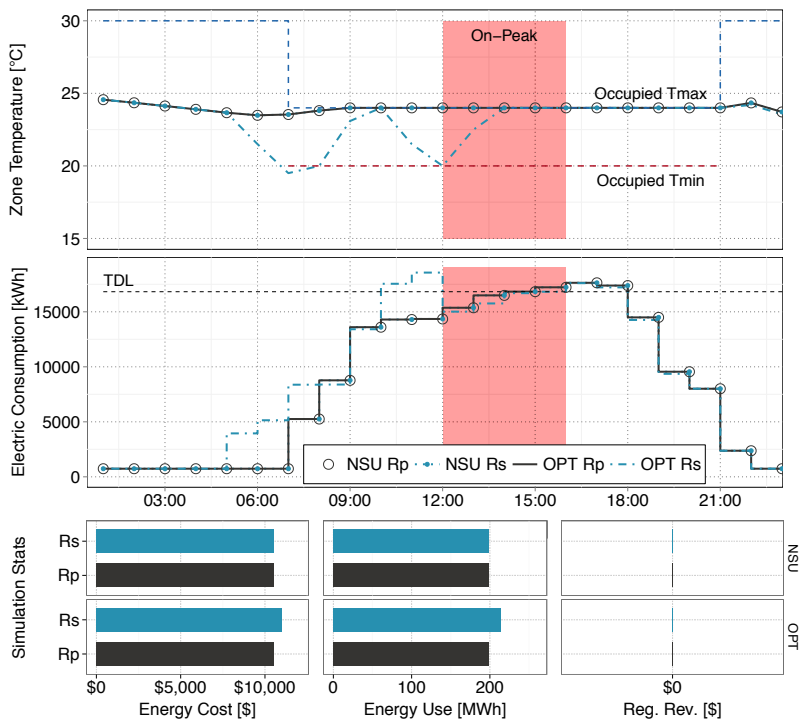 Zone Temperature [°C]
30
25
20
15
On−Peak
Occupied Tmax
Occupied Tmin
Electric Consumption [kWh]
15000
10000
5000
0
TDL
NSU Rp NSU Rs OPT Rp OPT Rs
03:00 06:00 09:00 12:00 15:00 18:00 21:00
Simulation Stats
Rs
Rp
NSU
Rs
Rp
OPT
$0 $5,000 $10,000 0 100 200 $0
Energy Cost [$] Energy Use [MWh] Reg. Rev. [$]